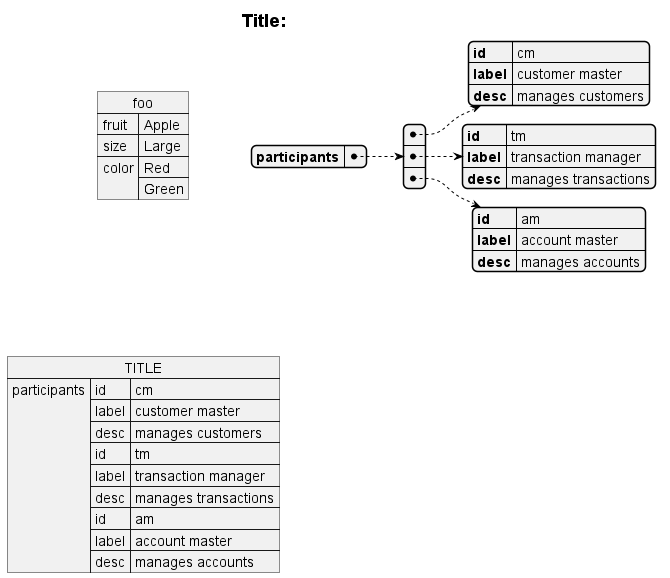 Title:
foo
fruit Apple
size Large
color Red
Green
participants
id cm
label customer master
desc manages customers
id tm
label transaction manager
desc manages transactions
id am
label account master
desc manages accounts
TITLE
participants id cm
label customer master
desc manages customers
id tm
label transaction manager
desc manages transactions
id am
label account master
desc manages accounts